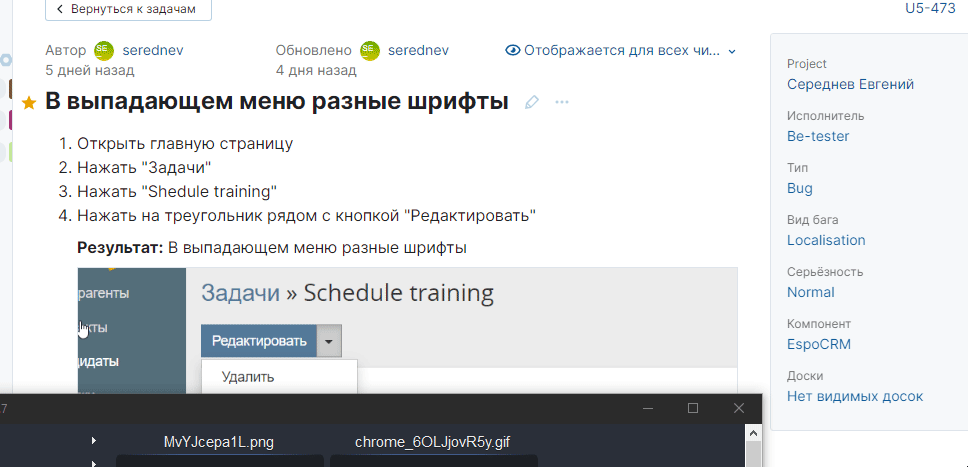 Вернуться к задачам
U5-473
Автор serednev
5 дней назад
Обновлено serednev
4 дня назад
Отображается для всех чи...
В выпадающем меню разные шрифты
1. Открыть главную страницу
2. Нажать "Задачи"
3. Нажать "Shedule training"
4. Нажать на треугольник рядом с кнопкой "Редактировать"
Результат: В выпадающем меню разные шрифты
рагенты
кты
идаты
Задачи » Schedule training
Редактировать
Удалить
Project
Середнев Евгений
Исполнитель
Be-tester
Тип
Bug
Вид бага
Localisation
Серьёзность
Normal
Компонент
EspoCRM
Доски
Нет видимых досок
7
MvYJcepa1L.png
chrome_6OLJjovR5y.gif